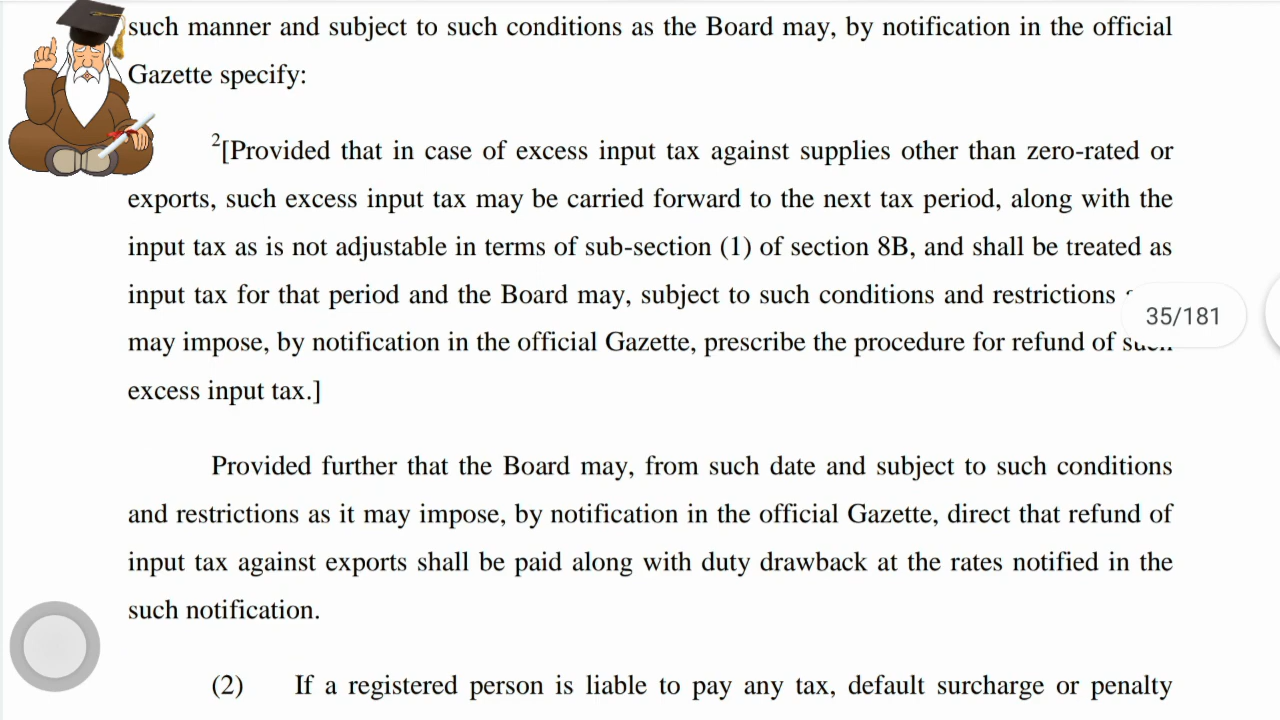 such manner and subject to such conditions as the Board may, by notification in the official
Gazette specify:
2[Provided that in case of excess input tax against supplies other than zero-rated or
exports, such excess input tax may be carried forward to the next tax period, along with the
input tax as is not adjustable in terms of sub-section (1) of section 8B, and shall be treated as
input tax for that period and the Board may, subject to such conditions and restrictions
35/181
may impose, by notification in the official Gazette, prescribe the procedure for refund of such
excess input tax.]
Provided further that the Board may, from such date and subject to such conditions
and restrictions as it may impose, by notification in the official Gazette, direct that refund of
input tax against exports shall be paid along with duty drawback at the rates notified in the
such notification.
(2) If a registered person is liable to pay any tax, default surcharge or penalty